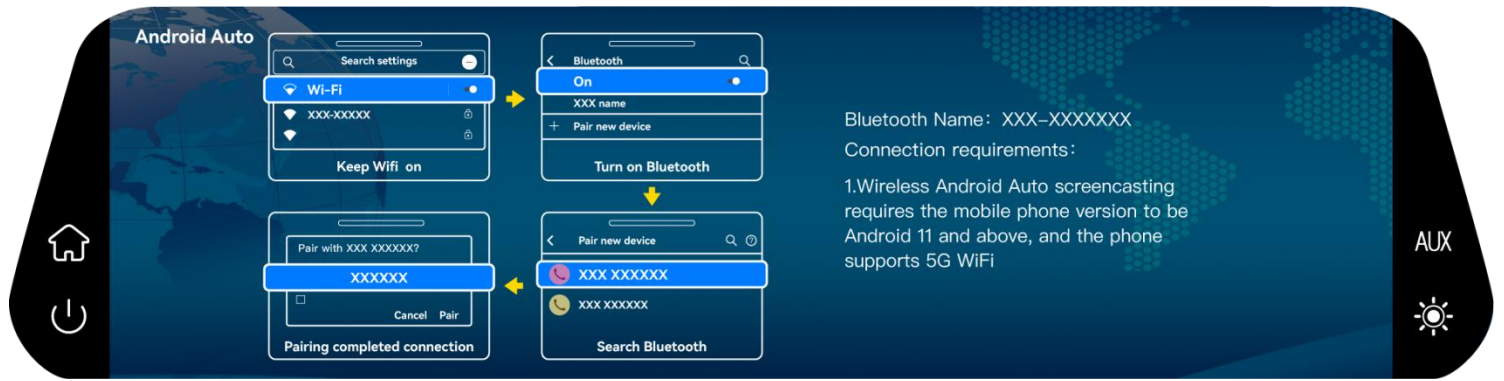 Android Auto
Search settings
Wi-Fi
XXX-XXXXX
Keep Wifi on
Bluetooth
On
XXX name
+ Pair new device
Turn on Bluetooth
Pair new device
XXX XXXXXX
XXX XXXXXX
Search Bluetooth
Pair with XXX XXXXXX?
XXXXXX
Cancel Pair
Pairing completed connection
Bluetooth Name: XXX-XXXXXXX
Connection requirements:
1.Wireless Android Auto screencasting
requires the mobile phone version to be
Android 11 and above, and the phone
supports 5G WiFi
AUX